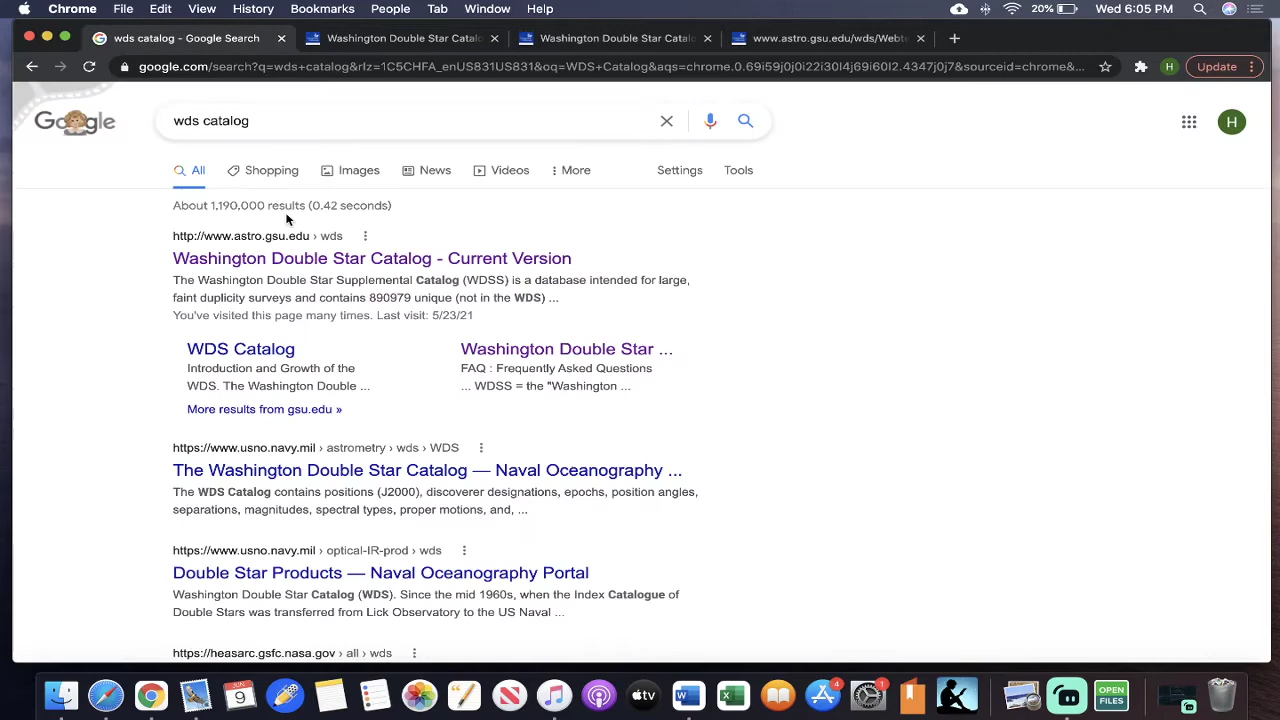 Chrome File Edit View History Bookmarks People Tab Window Help 20% Wed 6:05 PM
wds catalog - Google Search Washington Double Star Catal Washington Double Star Catal www.astro.gsu.edu/wds/Webt
google.com/search?q=wds+catalog&rlz=1C5CHFA_enUS831US831&oq=WDS+Catalog&aqs=chrome.0.69i59j0j0i22i30l4j69i60l2.4347j0j7&sourceid=chrome&... H Update
Google wds catalog H
All Shopping Images News Videos More Settings Tools
About 1,190,000 results (0.42 seconds)
http://www.astro.gsu.edu › wds
Washington Double Star Catalog - Current Version
The Washington Double Star Supplemental Catalog (WDSS) is a database intended for large,
faint duplicity surveys and contains 890979 unique (not in the WDS) ...
You've visited this page many times. Last visit: 5/23/21
WDS Catalog Washington Double Star ...
Introduction and Growth of the FAQ : Frequently Asked Questions
WDS. The Washington Double ... ... WDSS = the "Washington ...
More results from gsu.edu »
https://www.usno.navy.mil › astrometry › wds › WDS
The Washington Double Star Catalog — Naval Oceanography ...
The WDS Catalog contains positions (J2000), discoverer designations, epochs, position angles,
separations, magnitudes, spectral types, proper motions, and, ...
https://www.usno.navy.mil › optical-IR-prod › wds
Double Star Products — Naval Oceanography Portal
Washington Double Star Catalog (WDS). Since the mid 1960s, when the Index Catalogue of
Double Stars was transferred from Lick Observatory to the US Naval ...
https://heasarc.gsfc.nasa.gov › all › wds
JUN 9 tv 4 1 OPEN FILES